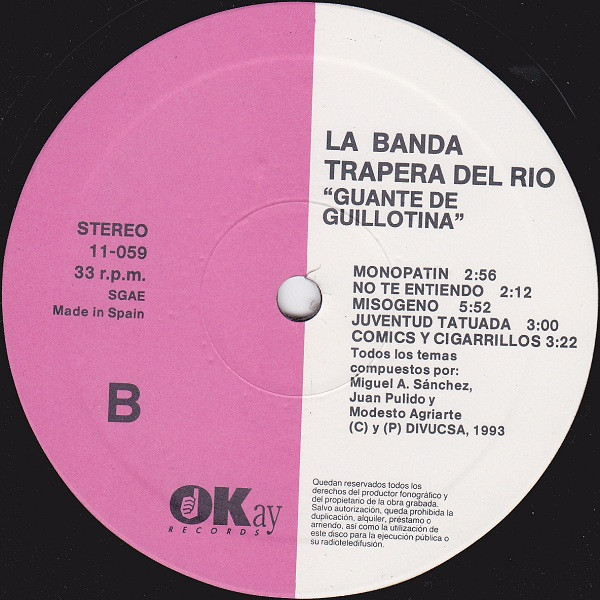 LA BANDA
TRAPERA DEL RIO
"GUANTE DE
GUILLOTINA"
STEREO
11-059
33 r.p.m.
SGAE
Made in Spain
B
MONOPATIN 2:56
NO TE ENTIENDO 2:12
MISOGENO 5:52
JUVENTUD TATUADA 3:00
COMICS Y CIGARRILLOS 3:22
Todos los temas
compuestos por:
Miguel A. Sánchez,
Juan Pulido y
Modesto Agriarte
(C) y (P) DIVUCSA, 1993
OKay
RECORDS
Quedan reservados todos los
derechos del productor fonográfico y
del propietario de la obra grabada.
Salvo autorización, queda prohibida la
duplicación, alquiler, préstamo o
arriendo, así como la utilización de
este disco para la ejecución pública o
su radioteledifusión.